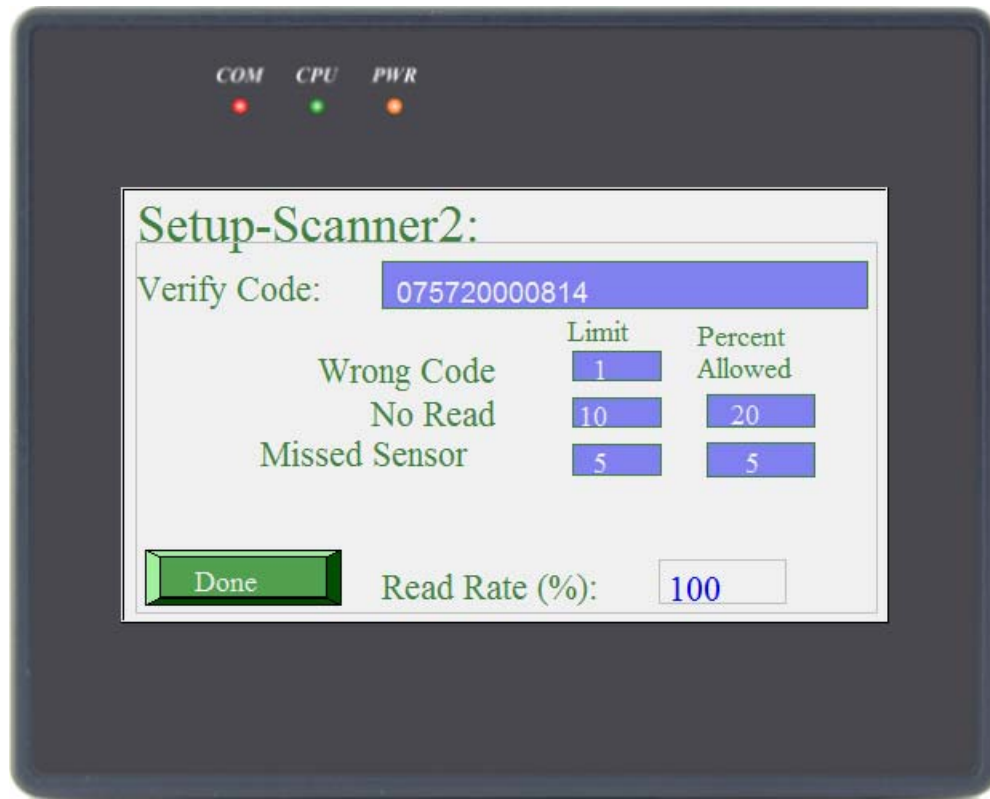 COM CPU PWR
Setup-Scanner2:
Verify Code: 075720000814
Limit Percent
Wrong Code 1 Allowed
No Read 10 20
Missed Sensor 5 5
Done Read Rate (%): 100